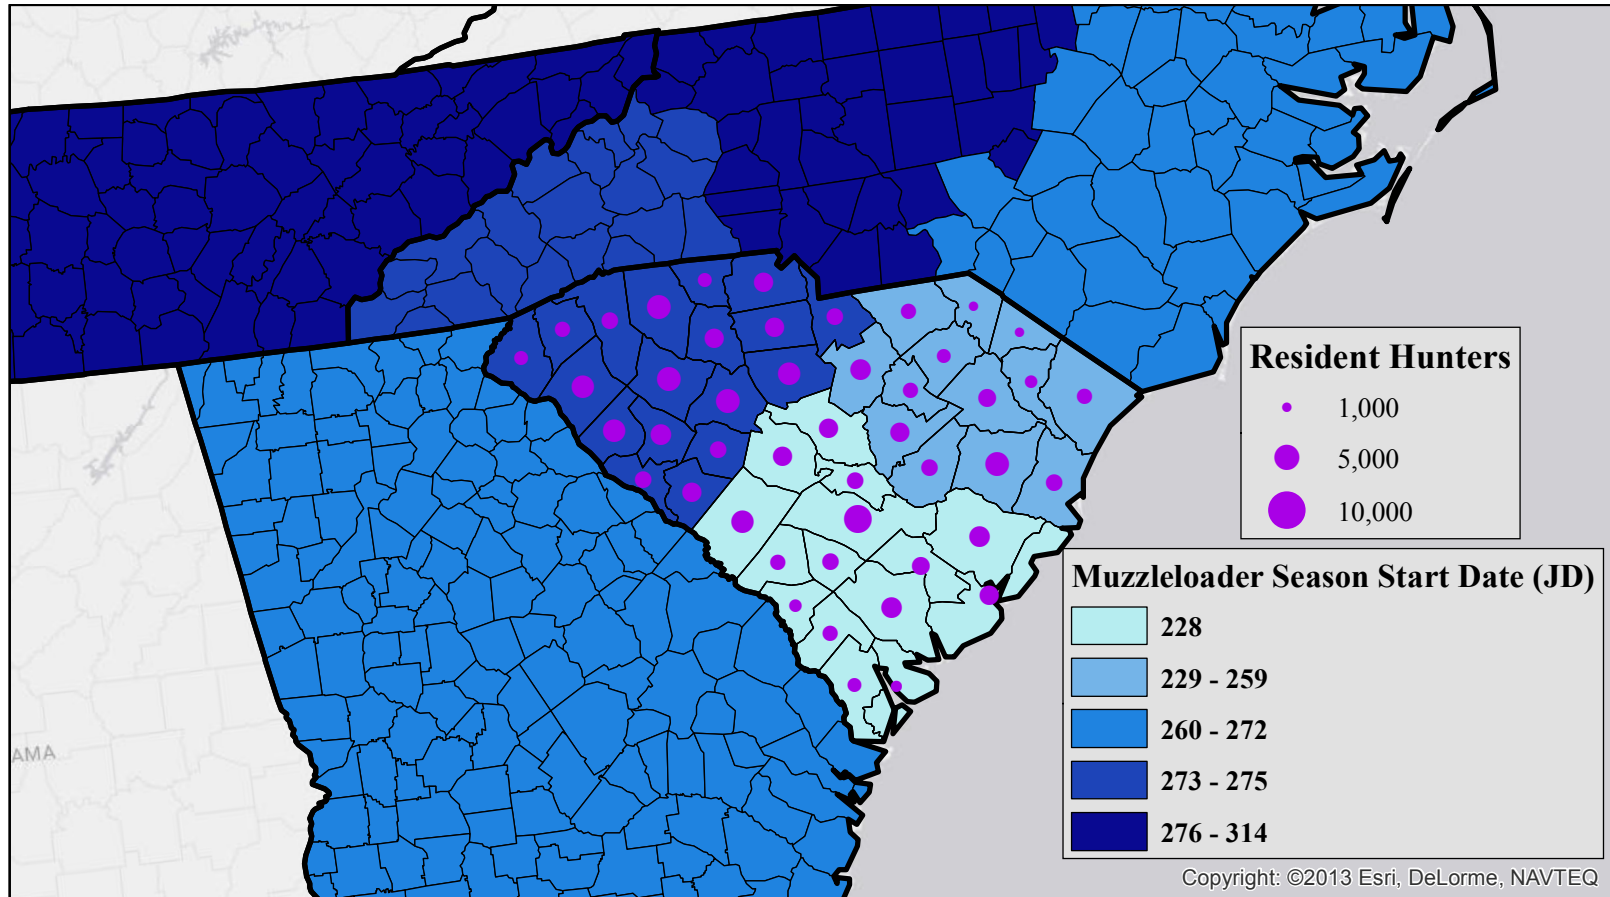 Resident Hunters
1,000
5,000
10,000
Muzzleloader Season Start Date (JD)
228
229 - 259
260 - 272
273 - 275
276 - 314
AMA
Copyright: ©2013 Esri, DeLorme, NAVTEQ